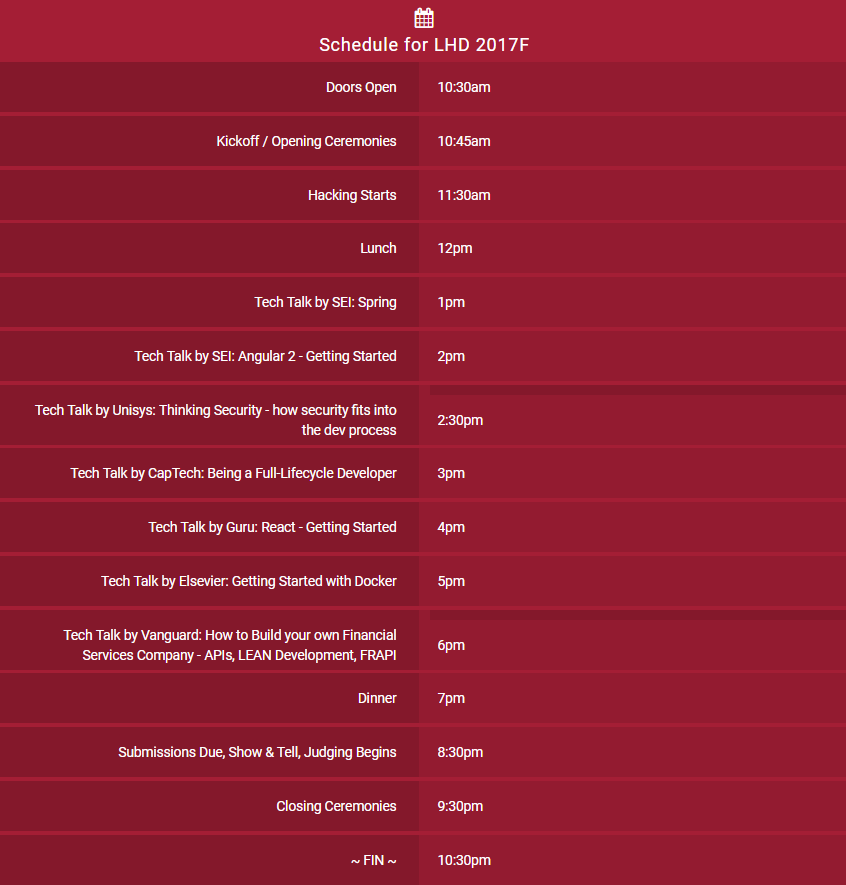 Schedule for LHD 2017F
Doors Open 10:30am
Kickoff / Opening Ceremonies 10:45am
Hacking Starts 11:30am
Lunch 12pm
Tech Talk by SEI: Spring 1pm
Tech Talk by SEI: Angular 2 - Getting Started 2pm
Tech Talk by Unisys: Thinking Security - how security fits into
the dev process 2:30pm
Tech Talk by CapTech: Being a Full-Lifecycle Developer 3pm
Tech Talk by Guru: React - Getting Started 4pm
Tech Talk by Elsevier: Getting Started with Docker 5pm
Tech Talk by Vanguard: How to Build your own Financial
Services Company - APIs, LEAN Development, FRAPI 6pm
Dinner 7pm
Submissions Due, Show & Tell, Judging Begins 8:30pm
Closing Ceremonies 9:30pm
~ FIN ~ 10:30pm